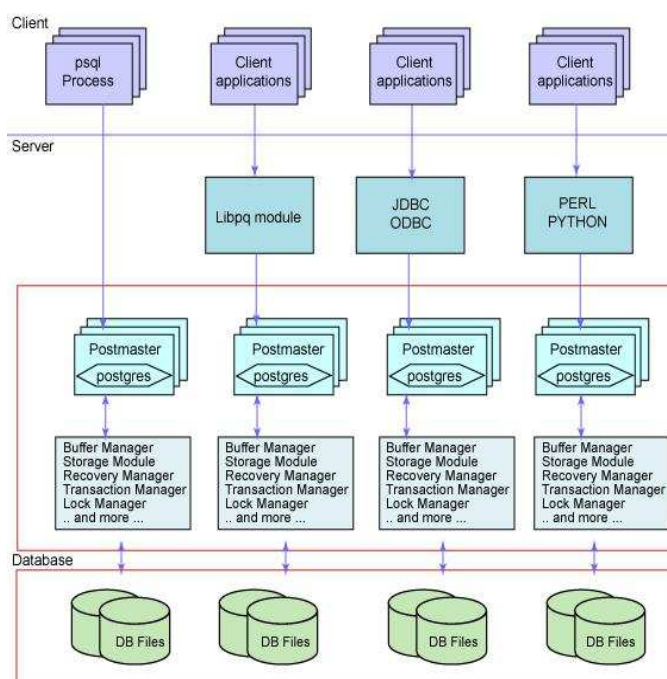 Client
psql
Process
Client
applications
Client
applications
Client
applications
Server
Libpq module
JDBC
ODBC
PERL
PYTHON
Postmaster
postgres
Postmaster
postgres
Postmaster
postgres
Postmaster
postgres
Buffer Manager
Storage Module
Recovery Manager
Transaction Manager
Lock Manager
.. and more ...
Buffer Manager
Storage Module
Recovery Manager
Transaction Manager
Lock Manager
.. and more ...
Buffer Manager
Storage Module
Recovery Manager
Transaction Manager
Lock Manager
.. and more ...
Buffer Manager
Storage Module
Recovery Manager
Transaction Manager
Lock Manager
.. and more ...
Database
DB Files
DB Files
DB Files
DB Files